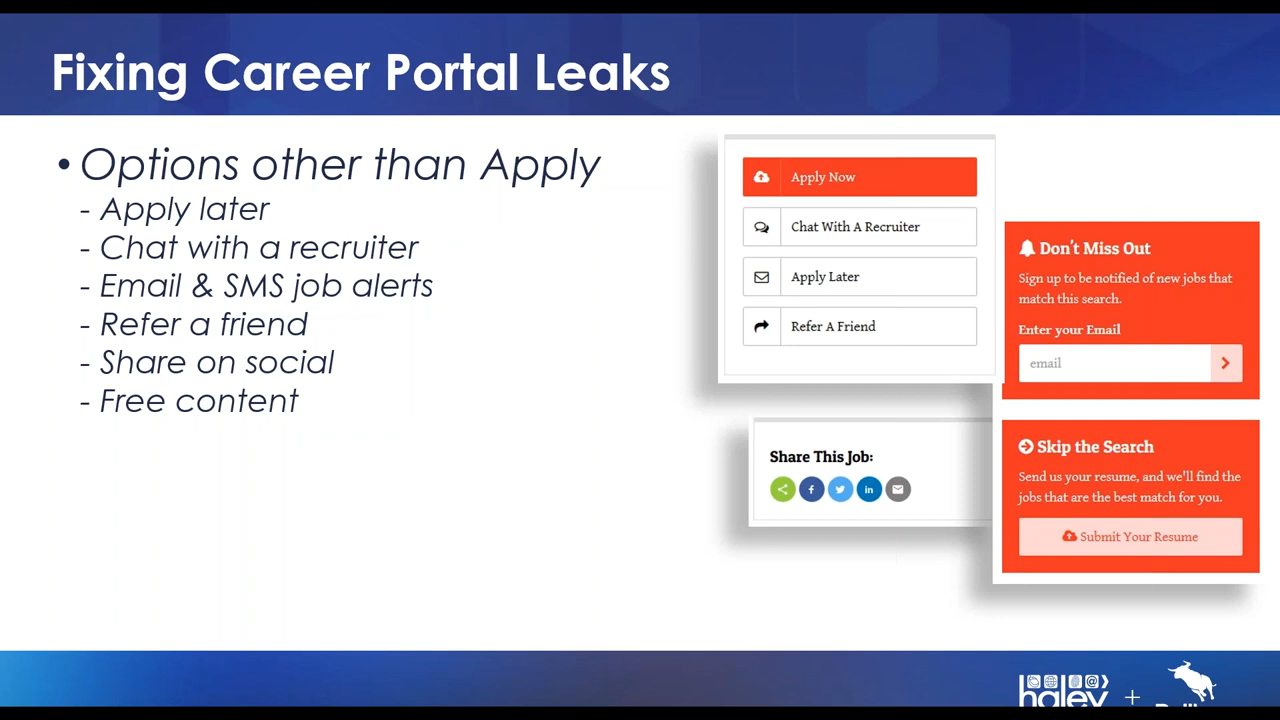 Fixing Career Portal Leaks
• Options other than Apply
- Apply later
- Chat with a recruiter
- Email & SMS job alerts
- Refer a friend
- Share on social
- Free content
Apply Now
Chat With A Recruiter
Apply Later
Refer A Friend
Don't Miss Out
Sign up to be notified of new jobs that
match this search.
Enter your Email
email
Share This Job:
Skip the Search
Send us your resume, and we'll find the
jobs that are the best match for you.
Submit Your Resume
haley +